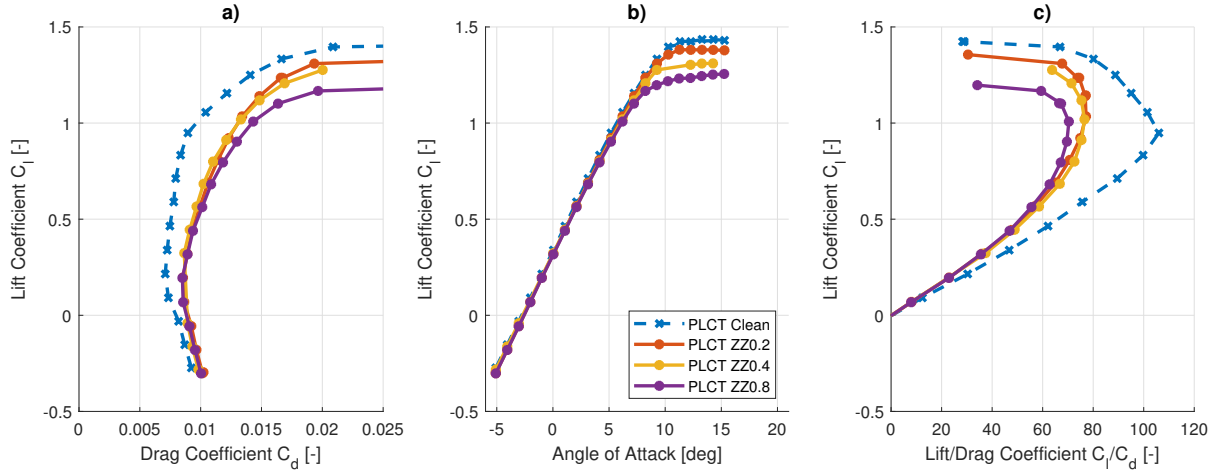 a)
1.5
1
0.5
0
-0.5
0
0.005
0.01
0.015
0.02
0.025
Lift Coefficient C_l [-]
Drag Coefficient C_d [-]
b)
1.5
1
0.5
0
-0.5
-5
0
5
10
15
20
Lift Coefficient C_l [-]
Angle of Attack [deg]
PLCT Clean
PLCT ZZ0.2
PLCT ZZ0.4
PLCT ZZ0.8
c)
1.5
1
0.5
0
-0.5
0
20
40
60
80
100
120
Lift Coefficient C_l [-]
Lift/Drag Coefficient C_l/C_d [-]